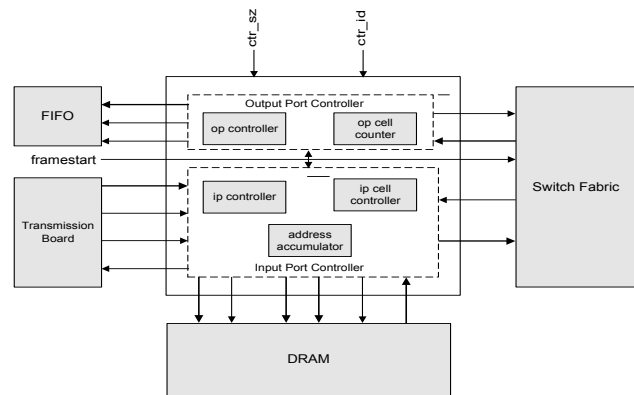 ctr_sz
ctr_id
Output Port Controller
FIFO
op controller
op cell
counter
framestart
Switch Fabric
Transmission
Board
ip controller
ip cell
controller
address
accumulator
Input Port Controller
DRAM